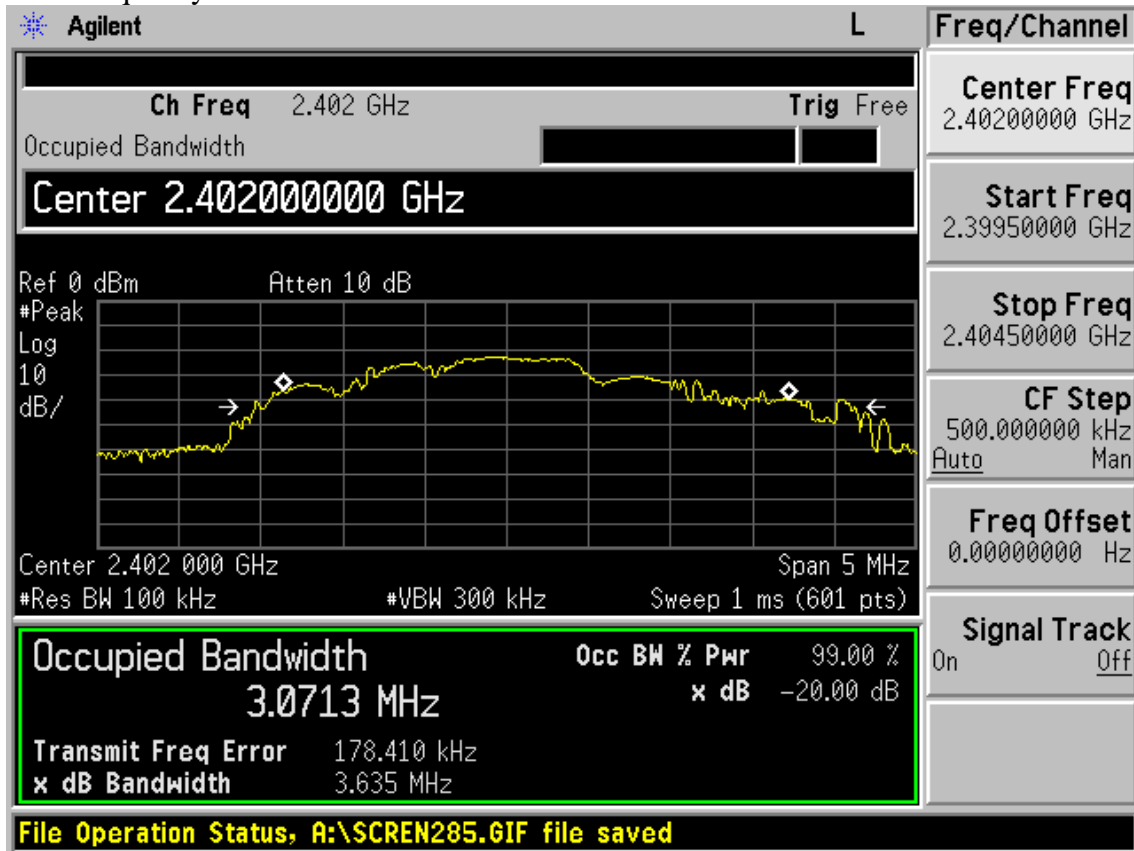 Agilent L
Freq/Channel
Ch Freq 2.402 GHz Trig Free
Occupied Bandwidth
Center 2.402000000 GHz
Ref 0 dBm Atten 10 dB
#Peak
Log
10
dB/
Center 2.402 000 GHz Span 5 MHz
#Res BW 100 kHz #VBW 300 kHz Sweep 1 ms (601 pts)
Occupied Bandwidth
3.0713 MHz
Occ BW % Pwr 99.00 %
x dB -20.00 dB
Transmit Freq Error 178.410 kHz
x dB Bandwidth 3.635 MHz
File Operation Status, A:\SCREN285.GIF file saved
Center Freq
2.40200000 GHz
Start Freq
2.39950000 GHz
Stop Freq
2.40450000 GHz
CF Step
500.000000 kHz
Auto Man
Freq Offset
0.00000000 Hz
Signal Track
On Off